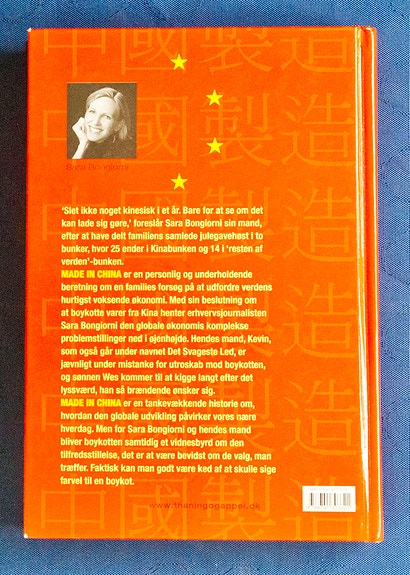 中國製造
中國製造
Sara Bongiorni
'Slet ikke noget kinesisk i et år. Bare for at se om det
kan lade sig gøre,' foreslår Sara Bongiorni sin mand,
efter at have delt familiens samlede julegavehøst i to
bunker, hvor 25 ender i Kinabunken og 14 i 'resten af
verden'-bunken.
MADE IN CHINA er en personlig og underholdende
beretning om en families forsøg på at udfordre verdens
hurtigst voksende økonomi. Med sin beslutning om
at boykotte varer fra Kina henter erhvervsjournalisten
Sara Bongiorni den globale økonomis komplekse
problemstillinger ned i øjenhøjde. Hendes mand, Kevin,
som også går under navnet Det Svageste Led, er
jævnligt under mistanke for utroskab mod boykotten,
og sønnen Wes kommer til at kigge langt efter det
lyssværd, han så brændende ønsker sig.
MADE IN CHINA er en tankevækkende historie om,
hvordan den globale udvikling påvirker vores nære
hverdag. Men for Sara Bongiorni og hendes mand
bliver boykotten samtidig et vidnesbyrd om den
tilfredsstillelse, det er at være bevidst om de valg, man
træffer. Faktisk kan man godt være ked af at skulle sige
farvel til en boykot.
www.thaningogappel.dk